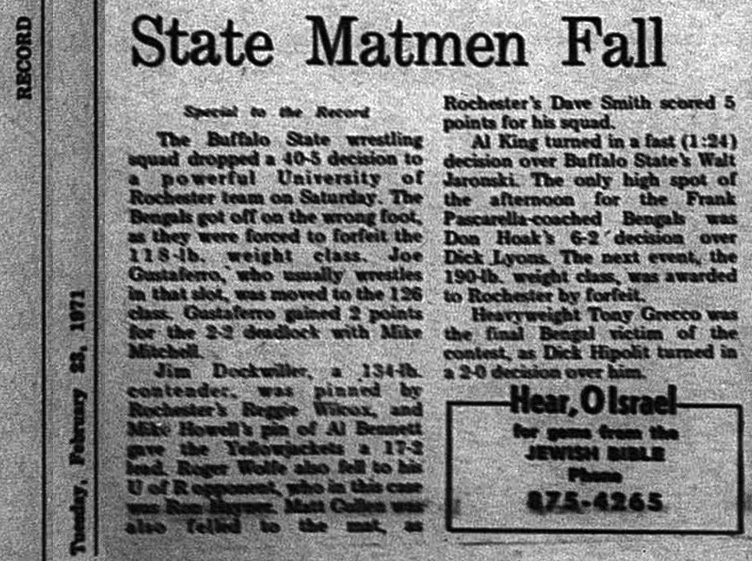 RECORD
Tuesday, February 23, 1971
State Matmen Fall
Special to the Record
The Buffalo State wrestling
squad dropped a 40-5 decision to
a powerful University of
Rochester team on Saturday. The
Bengals got off on the wrong foot,
as they were forced to forfeit the
118-lb. weight class. Joe
Gustaferro, who usually wrestles
in that slot, was moved to the 126
class. Gustaferro gained 2 points
for the 2-2 deadlock with Mike
Mitchell.
Jim Dockwiller, a 134-lb.
contender, was pinned by
Rochester's Reggie Wilcox, and
Mike Howell's pin of Al Bennett
gave the Yellowjackets a 17-2
lead. Roger Wolfe also fell to his
U of R opponent, who in this case
was Ron Matt Cullen was
also felled to the mat, as
Rochester's Dave Smith scored 5
points for his squad.
Al King turned in a fast (1:24)
decision over Buffalo State's Walt
Jaronski. The only high spot of
the afternoon for the Frank
Pascarella-coached Bengals was
Don Hoak's 6-2 decision over
Dick Lyons. The next event, the
190-lb. weight class, was awarded
to Rochester by forfeit.
Heavyweight Tony Grecco was
the final Bengal victim of the
contest, as Dick Hipolit turned in
a 2-0 decision over him.
Hear, O Israel
for gems from the
JEWISH BIBLE
Phone
875-4265